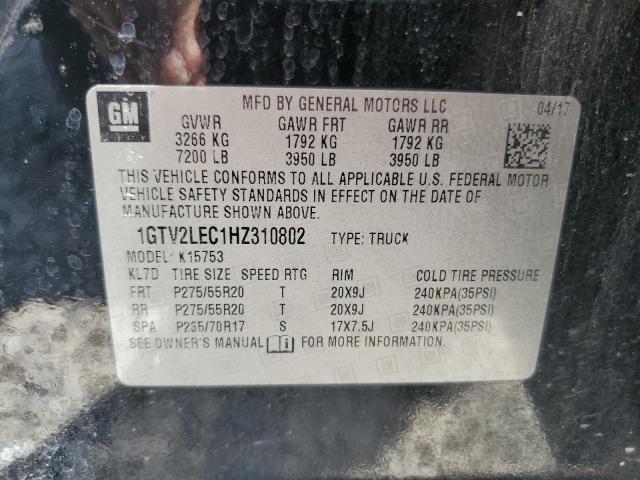 GM
MFD BY GENERAL MOTORS LLC 04/17
GVWR GAWR FRT GAWR RR
3266 KG 1792 KG 1792 KG
7200 LB 3950 LB 3950 LB
THIS VEHICLE CONFORMS TO ALL APPLICABLE U.S. FEDERAL MOTOR
VEHICLE SAFETY STANDARDS IN EFFECT ON THE DATE OF
MANUFACTURE SHOWN ABOVE.
1GTV2LEC1HZ310802 TYPE: TRUCK
MODEL: K15753
KL7D TIRE SIZE SPEED RTG RIM COLD TIRE PRESSURE
FRT P275/55R20 T 20X9J 240KPA(35PSI)
RR P275/55R20 T 20X9J 240KPA(35PSI)
SPA P265/70R17 S 17X7.5J 240KPA(35PSI)
SEE OWNER'S MANUAL FOR MORE INFORMATION.